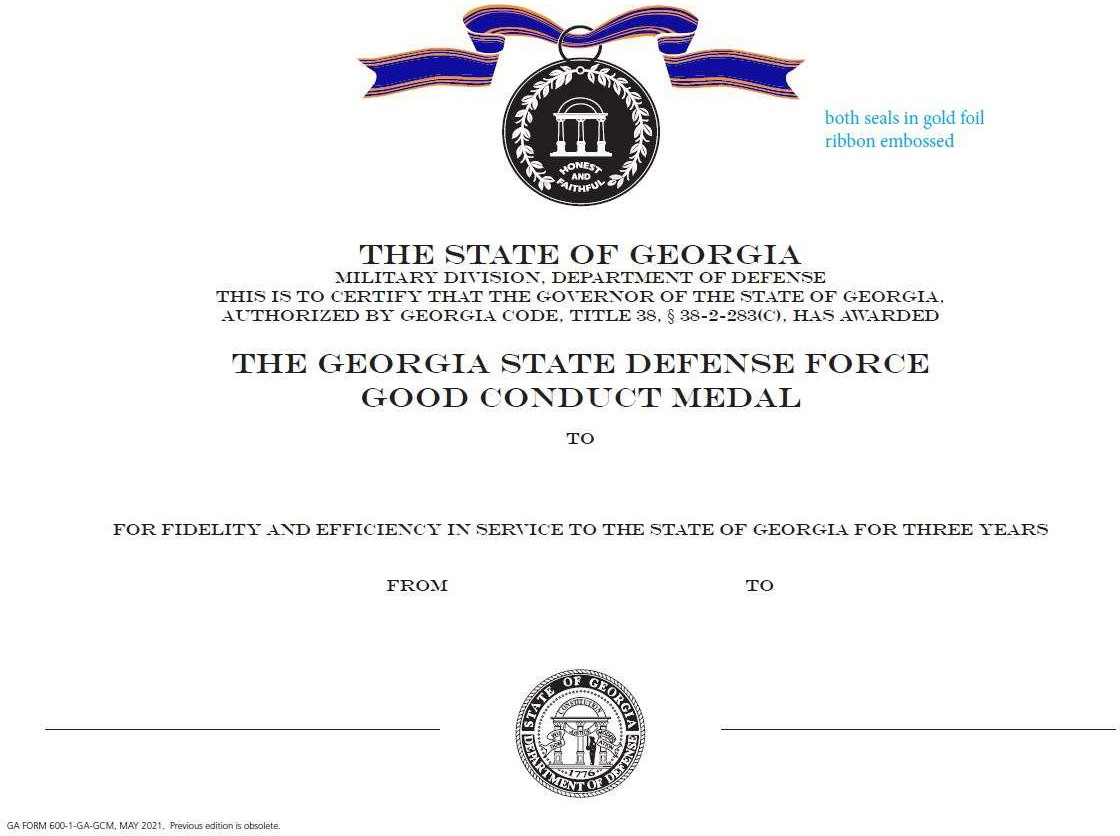 both seals in gold foil
ribbon embossed
HONEST
AND
FAITHFUL
THE STATE OF GEORGIA
MILITARY DIVISION, DEPARTMENT OF DEFENSE
THIS IS TO CERTIFY THAT THE GOVERNOR OF THE STATE OF GEORGIA,
AUTHORIZED BY GEORGIA CODE, TITLE 38, § 38-2-283(C), HAS AWARDED
THE GEORGIA STATE DEFENSE FORCE
GOOD CONDUCT MEDAL
TO
FOR FIDELITY AND EFFICIENCY IN SERVICE TO THE STATE OF GEORGIA FOR THREE YEARS
FROM TO
STATE OF GEORGIA
CONSTITUTION
1776
DEPARTMENT OF DEFENSE
GA FORM 600-1-GA-GCM, MAY 2021. Previous edition is obsolete.